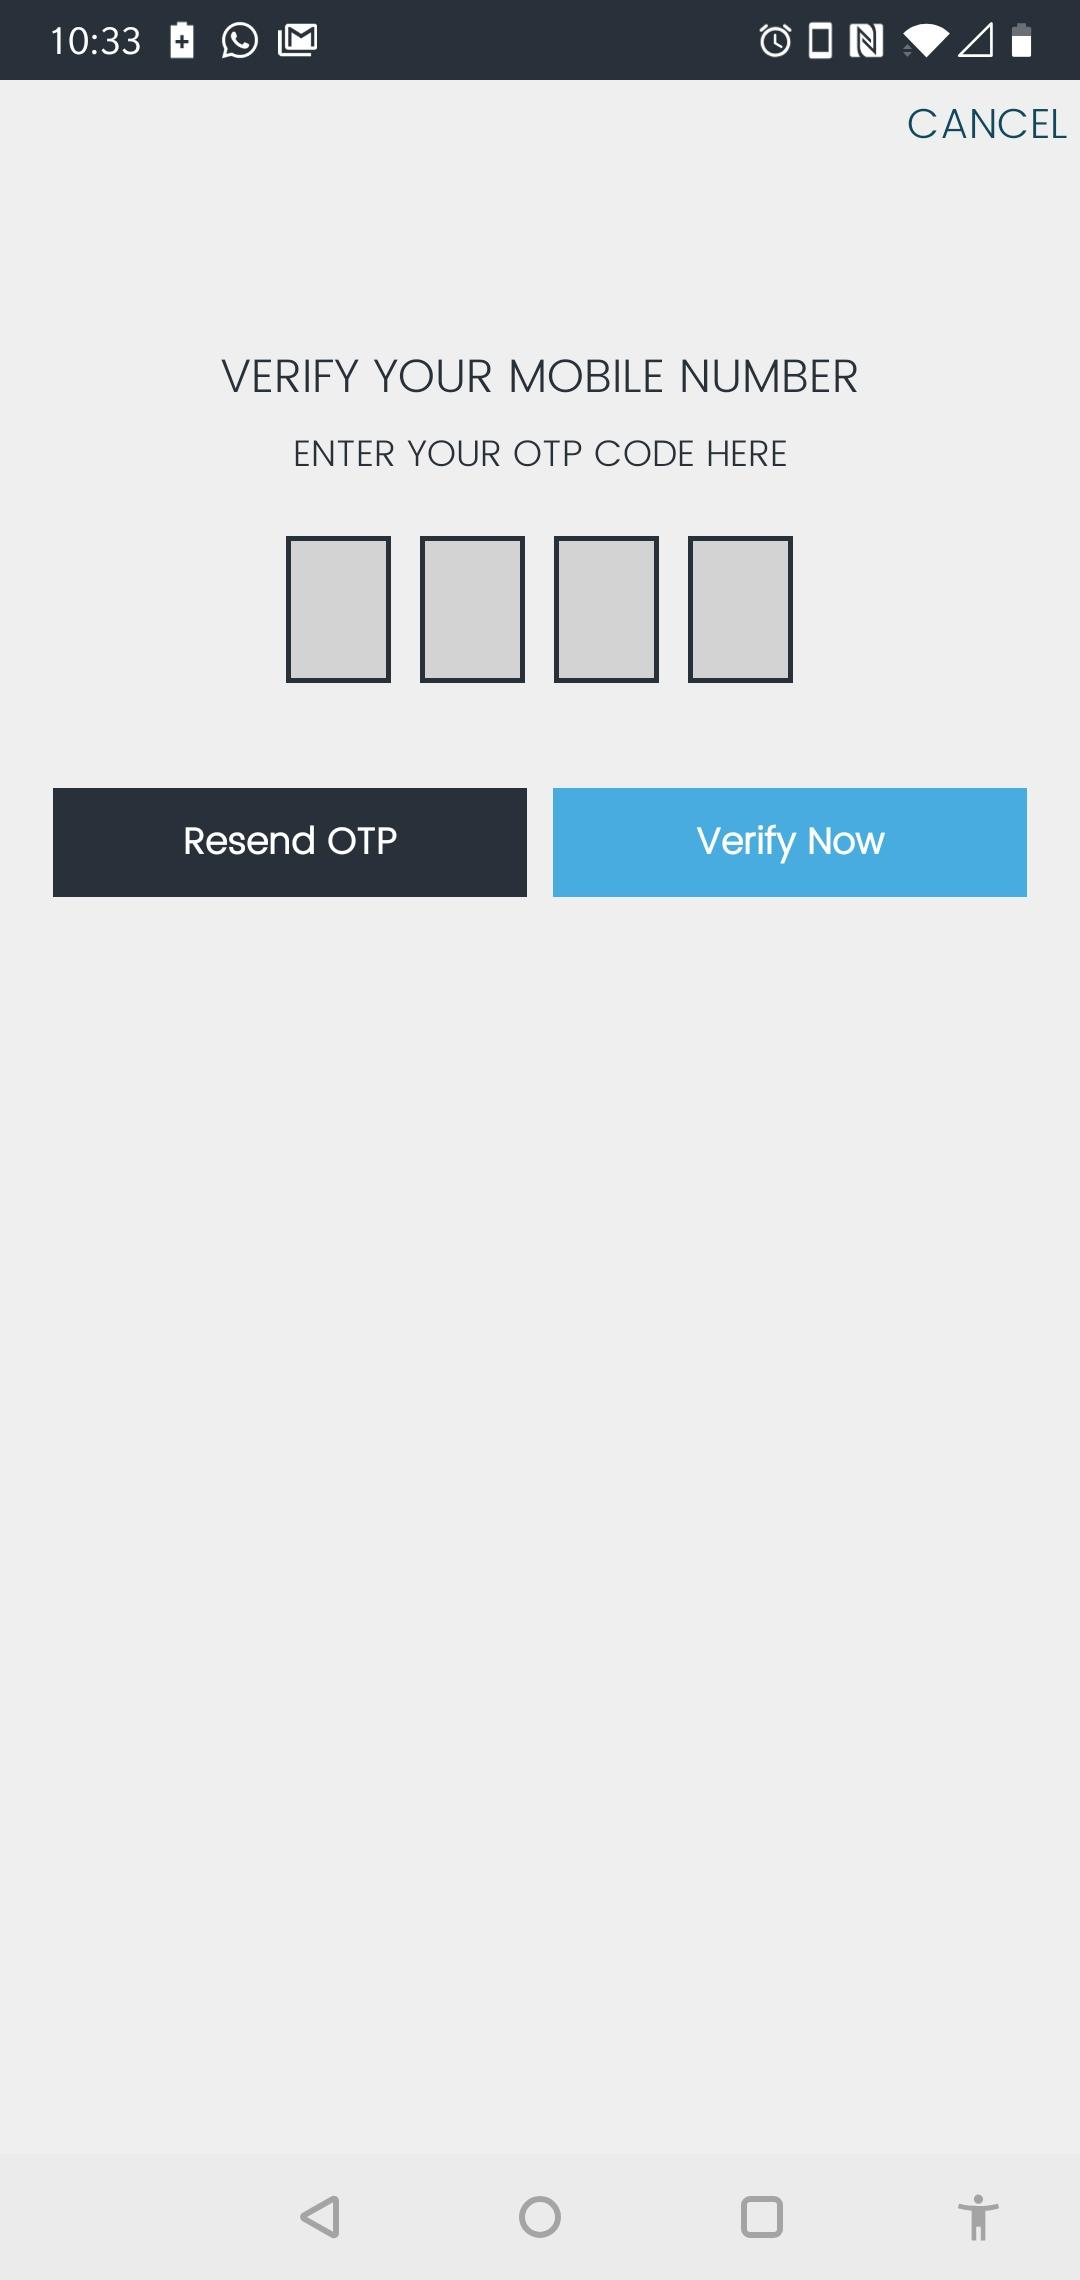 10:33
CANCEL
VERIFY YOUR MOBILE NUMBER
ENTER YOUR OTP CODE HERE
Resend OTP
Verify Now